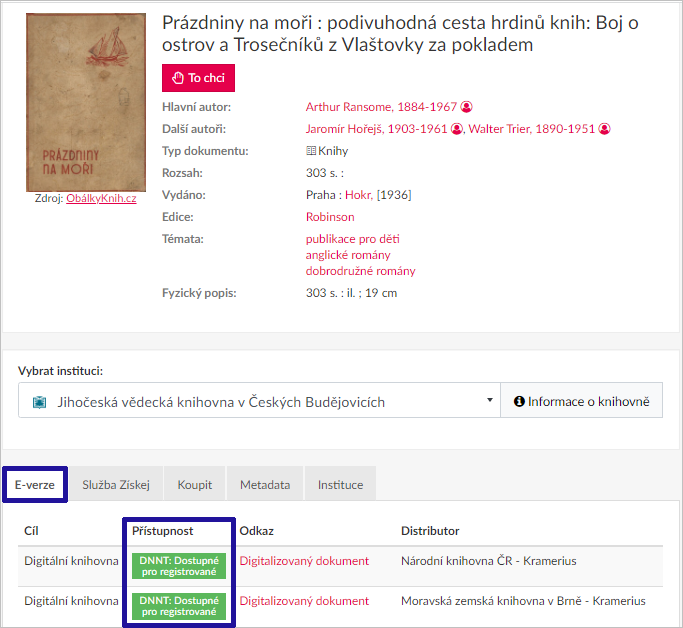 Prázdniny na moři : podivuhodná cesta hrdinů knih: Boj o
ostrov a Trosečníků z Vlaštovky za pokladem
To chci
PRÁZDNINY
NA MOŘI
Zdroj: ObálkyKnih.cz
Hlavní autor: Arthur Ransome, 1884-1967
Další autoři: Jaromír Hořejš, 1903-1961 , Walter Trier, 1890-1951
Typ dokumentu: Knihy
Rozsah: 303 s. :
Vydáno: Praha : Hokr, [1936]
Edice: Robinson
Témata: publikace pro děti
anglické romány
dobrodružné romány
Fyzický popis: 303 s. : il. ; 19 cm
Vybrat instituci:
Jihočeská vědecká knihovna v Českých Budějovicích Informace o knihovně
E-verze Služba Získej Koupit Metadata Instituce
Cíl Přístupnost Odkaz Distributor
Digitální knihovna DNNT: Dostupné Digitalizovaný dokument Národní knihovna ČR - Kramerius
pro registrované
Digitální knihovna DNNT: Dostupné Digitalizovaný dokument Moravská zemská knihovna v Brně - Kramerius
pro registrované